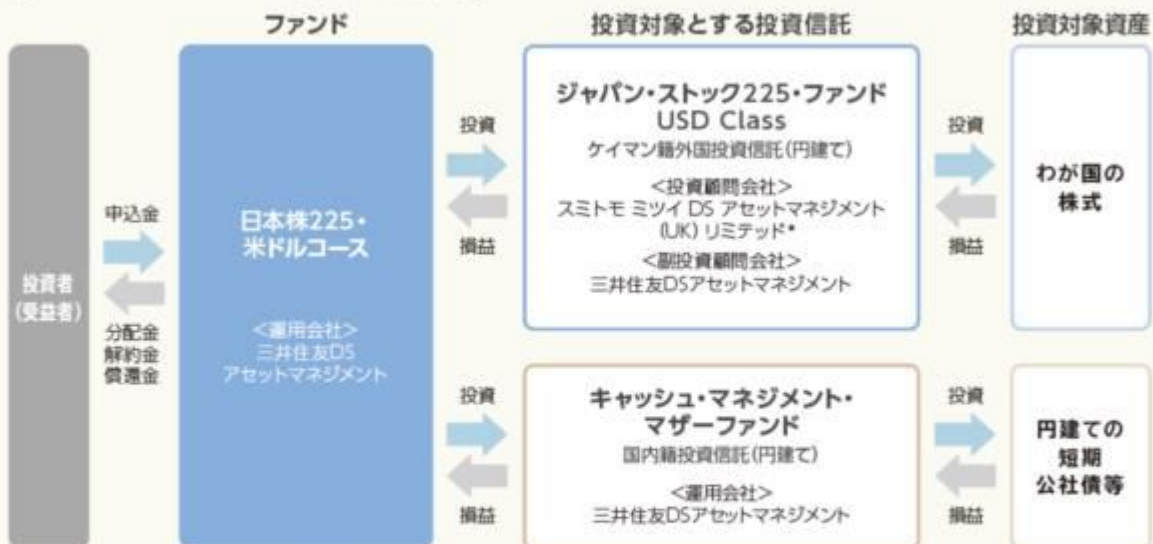 ファンド
投資対象とする投資信託
投資対象資産
投資者
(受益者)
申込金
分配金
解約金
償還金
日本株225・
米ドルコース
<運用会社>
三井住友DS
アセットマネジメント
投資
損益
ジャパン・ストック225・ファンド
USD Class
ケイマン籍外国投資信託(円建て)
<投資顧問会社>
スミトモ ミツイ DS アセットマネジメント
(UK) リミテッド*
<副投資顧問会社>
三井住友DSアセットマネジメント
投資
損益
わが国の
株式
投資
損益
キャッシュ・マネジメント・
マザーファンド
国内籍投資信託(円建て)
<運用会社>
三井住友DSアセットマネジメント
投資
損益
円建ての
短期
公社債等